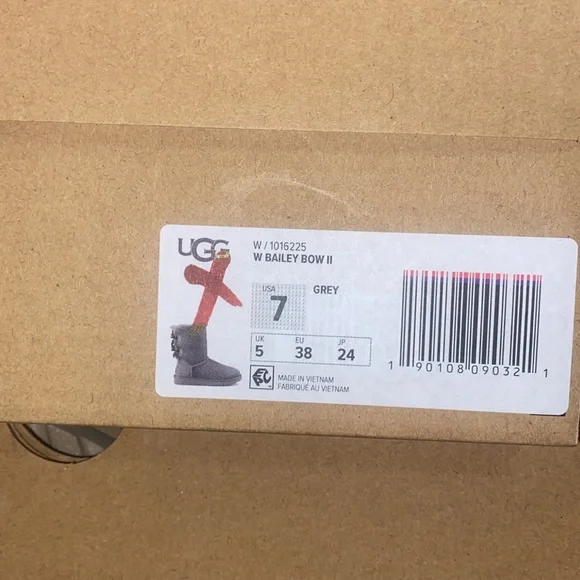 UGG
W / 1016225
W BAILEY BOW II
USA
7
GREY
UK EU JP
5 38 24
MADE IN VIETNAM
FABRIQUÉ AU VIETNAM
1 90108 09032 1